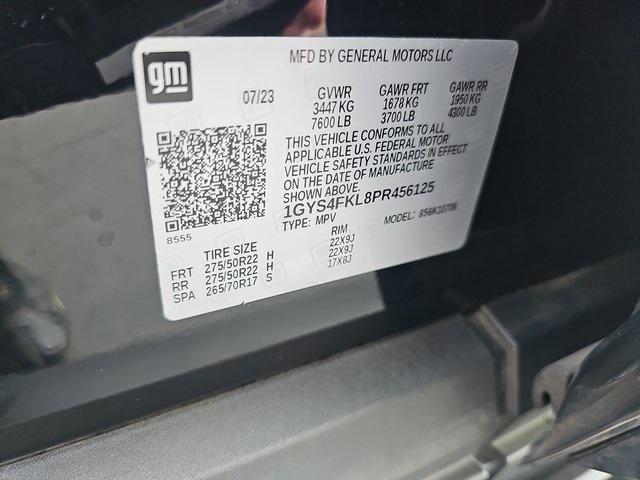 gm
MFD BY GENERAL MOTORS LLC
07/23 GVWR GAWR FRT GAWR RR
3447 KG 1678 KG 1950 KG
7600 LB 3700 LB 4300 LB
THIS VEHICLE CONFORMS TO ALL
APPLICABLE U.S. FEDERAL MOTOR
VEHICLE SAFETY STANDARDS IN EFFECT
ON THE DATE OF MANUFACTURE
SHOWN ABOVE.
1GYS4FKL8PR456125
TYPE: MPV MODEL: 856K10706
8555
TIRE SIZE RIM
FRT 275/50R22 H 22X9J
RR 275/50R22 H 22X9J
SPA 265/70R17 S 17X8J